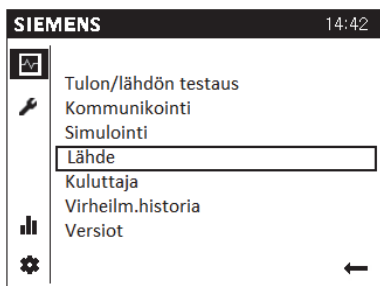 SIEMENS 14:42
Tulon/lähdön testaus
Kommunikointi
Simulointi
Lähde
Kuluttaja
Virheilm.historia
Versiot